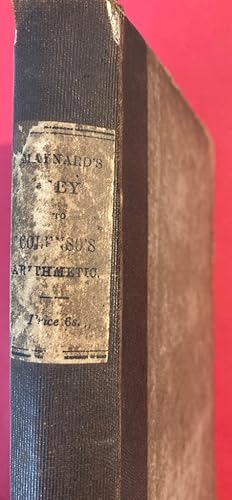 MAYNARD'S
KEY
TO
COLENSO'S
ARITHMETIC.
Price 6s.